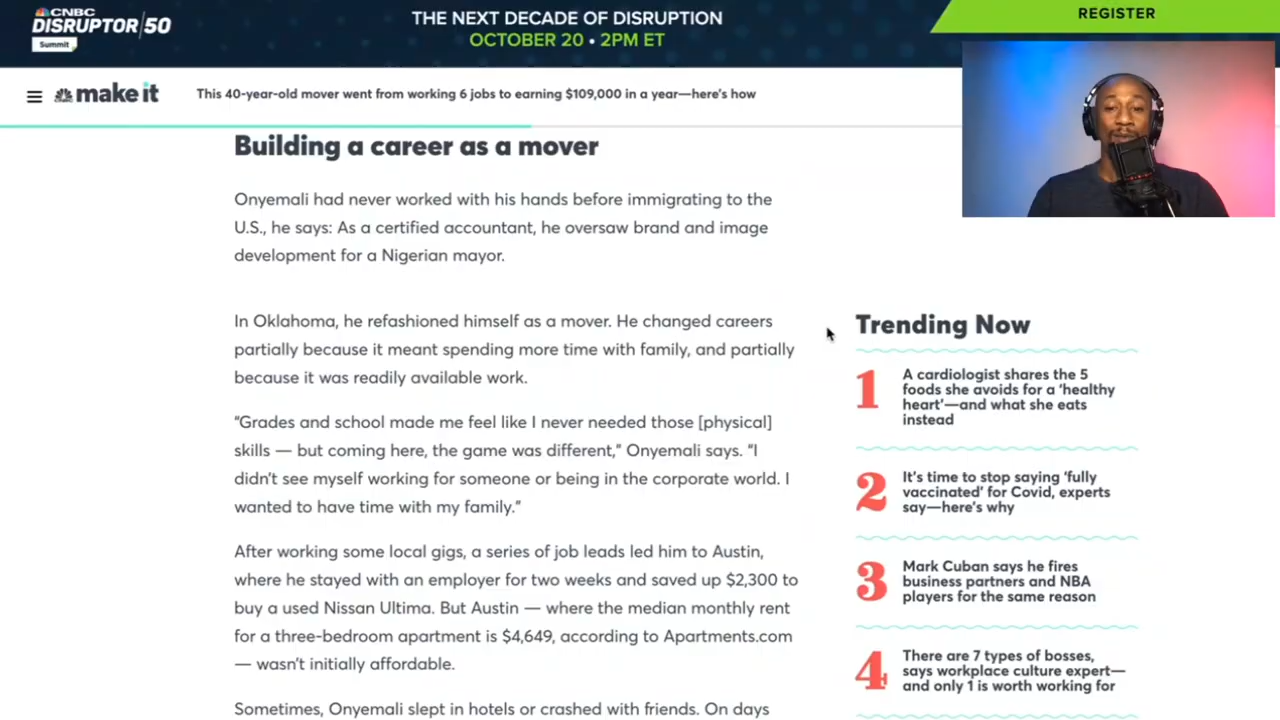 CNBC
DISRUPTOR/50
Summit
THE NEXT DECADE OF DISRUPTION
OCTOBER 20 • 2PM ET
REGISTER
make it
This 40-year-old mover went from working 6 jobs to earning $109,000 in a year—here's how
Building a career as a mover
Onyemali had never worked with his hands before immigrating to the
U.S., he says: As a certified accountant, he oversaw brand and image
development for a Nigerian mayor.
In Oklahoma, he refashioned himself as a mover. He changed careers
partially because it meant spending more time with family, and partially
because it was readily available work.
“Grades and school made me feel like I never needed those [physical]
skills — but coming here, the game was different,” Onyemali says. “I
didn't see myself working for someone or being in the corporate world. I
wanted to have time with my family.”
After working some local gigs, a series of job leads led him to Austin,
where he stayed with an employer for two weeks and saved up $2,300 to
buy a used Nissan Ultima. But Austin — where the median monthly rent
for a three-bedroom apartment is $4,649, according to Apartments.com
— wasn't initially affordable.
Sometimes, Onyemali slept in hotels or crashed with friends. On days
Trending Now
1
A cardiologist shares the 5
foods she avoids for a ‘healthy
heart’—and what she eats
instead
2
It's time to stop saying ‘fully
vaccinated’ for Covid, experts
say—here's why
3
Mark Cuban says he fires
business partners and NBA
players for the same reason
4
There are 7 types of bosses,
says workplace culture expert—
and only 1 is worth working for